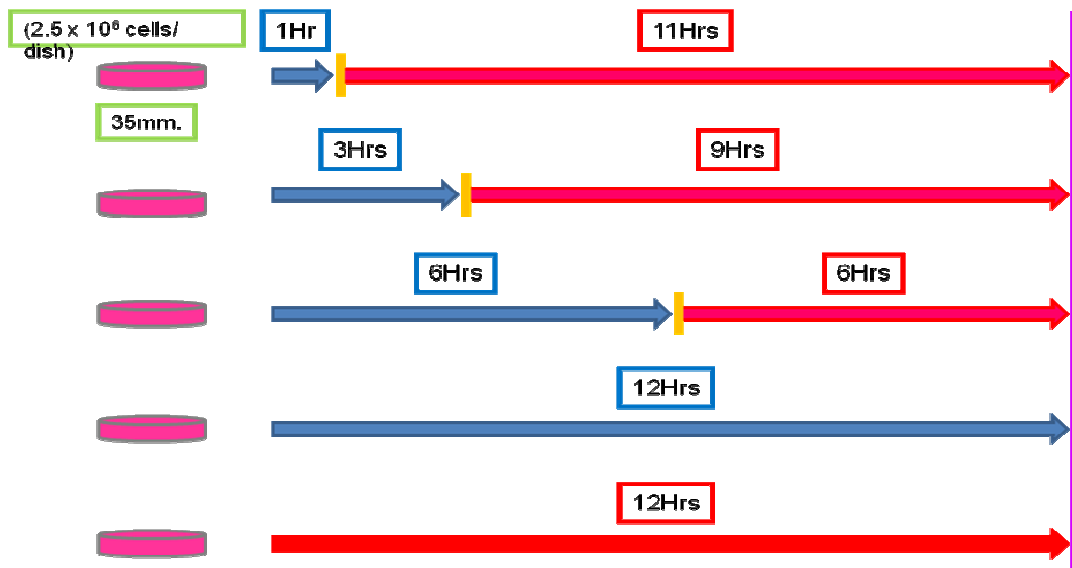 (2.5 x 10⁶ cells/
dish)
1Hr
11Hrs
35mm.
3Hrs
9Hrs
6Hrs
6Hrs
12Hrs
12Hrs